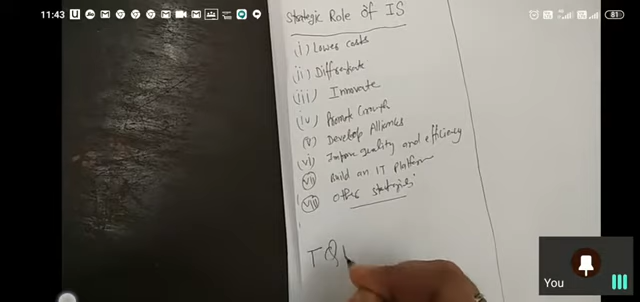 11:43
81
Strategic Role of IS
(i) Lower costs
(ii) Differentiate
(iii) Innovate
(iv) Promote Growth
(v) Develop Alliances
(vi) Improve quality and efficiency
(vii) Build an IT Platform
(viii) Other strategies
TQ
You